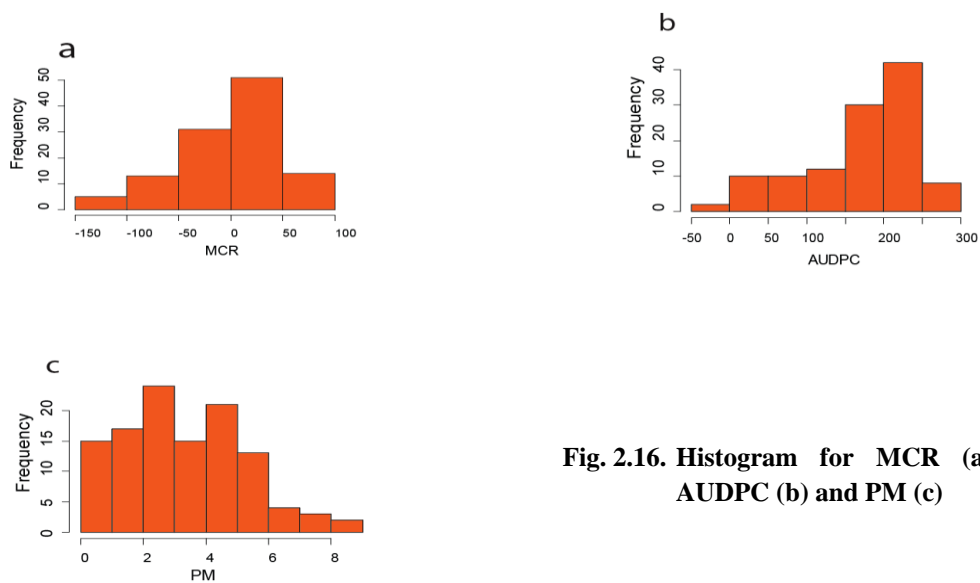 a
Frequency
0 10 20 30 40 50
-150 -100 -50 0 50 100
MCR
b
Frequency
0 10 20 30 40
-50 0 50 100 200 300
AUDPC
c
Frequency
0 5 10 15 20
0 2 4 6 8
PM
Fig. 2.16. Histogram for MCR (a
AUDPC (b) and PM (c)